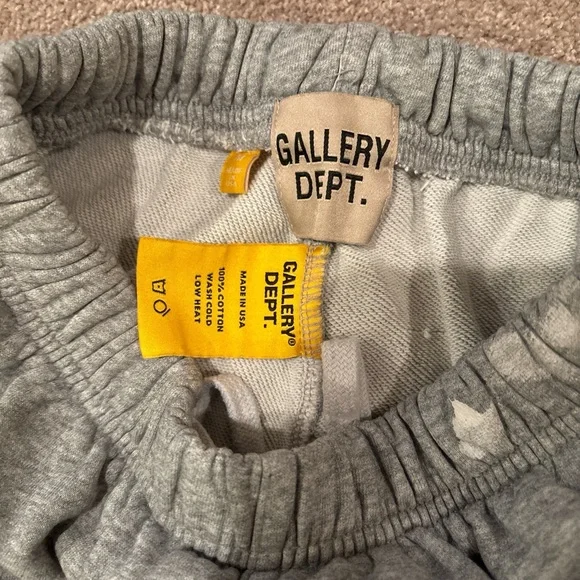 GALLERY
DEPT.
GALLERY®
DEPT.
MADE IN USA
100% COTTON
WASH COLD
LOW HEAT